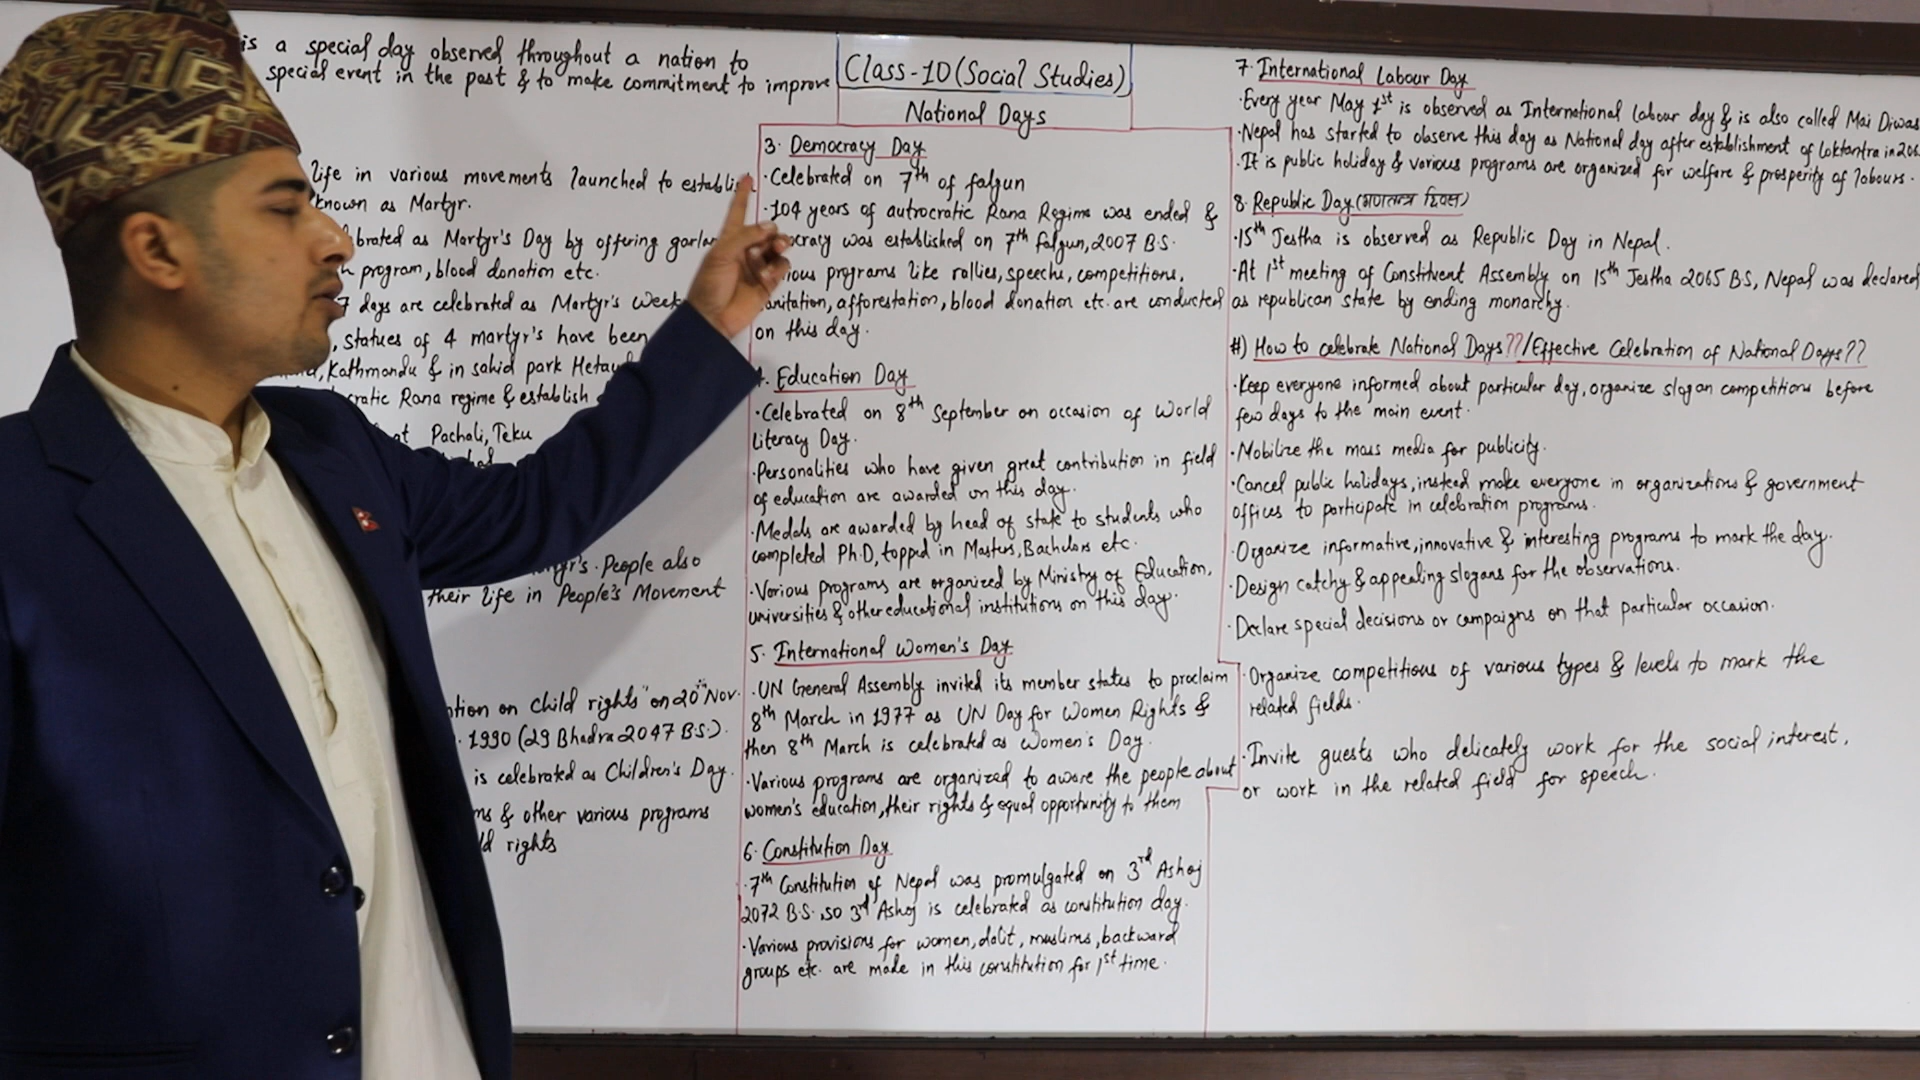 is a special day observed throughout a nation to
special event in the past & to make commitment to improve
life in various movements launched to establish
known as Martyr.
brated as Martyr's Day by offering garlan
program, blood donation etc.
7 days are celebrated as Martyr's Week
, statues of 4 martyr's have been
, Kathmandu & in sahid park Hetau
cratic Rana regime & establish
at Pachali, Teku
yr's. People also
their life in People's Movement
ntion on Child rights" on 20th Nov.
. 1990 (29 Bhadra 2047 B.S.).
is celebrated as Children's Day.
ms & other various programs
ld rights
Class-10 (Social Studies)
National Days
3. Democracy Day
·Celebrated on 7th of falgun
·104 years of autrocratic Rana Regime was ended &
ocracy was established on 7th falgun, 2007 B.S.
ious programs like rallies, speechs, competitions,
anitation, afforestation, blood donation etc. are conducted
on this day.
4. Education Day
·Celebrated on 8th September on occasion of World
literacy Day.
·Personalities who have given great contribution in field
of education are awarded on this day.
·Medals are awarded by head of state to students who
completed Ph.D, topped in Masters, Bachelors etc.
·Various programs are organized by Ministry of Education,
universities & other educational institutions on this day.
5. International Women's Day
·UN General Assembly invited its member states to proclaim
8th March in 1977 as UN Day for Women Rights &
then 8th March is celebrated as Women's Day.
·Various programs are organized to aware the people about
women's education, their rights & equal opportunity to them
6. Constitution Day
·7th Constitution of Nepal was promulgated on 3rd Ashoj
2072 B.S. so 3rd Ashoj is celebrated as constitution day.
·Various provisions for women, dalit, muslims, backward
groups etc. are made in this constitution for 1st time.
7. International Labour Day
·Every year May 1st is observed as International labour day & is also called Mai Diwas
·Nepal has started to observe this day as National day after establishment of loktantra in 206
·It is public holiday & various programs are organized for welfare & prosperity of labours.
8. Republic Day (गणतन्त्र दिवस)
·15th Jestha is observed as Republic Day in Nepal.
·At 1st meeting of Constituent Assembly on 15th Jestha 2065 BS, Nepal was declared
as republican state by ending monarchy.
#) How to celebrate National Days??/Effective Celebration of National Days??
·Keep everyone informed about particular day, organize slogan competitions before
few days to the main event.
·Mobilize the mass media for publicity.
·Cancel public holidays, instead make everyone in organizations & government
offices to participate in celebration programs.
·Organize informative, innovative & interesting programs to mark the day.
·Design catchy & appealing slogans for the observations.
·Declare special decisions or campaigns on that particular occasion.
·Organize competitions of various types & levels to mark the
related fields.
·Invite guests who delicately work for the social interest,
or work in the related field for speech.